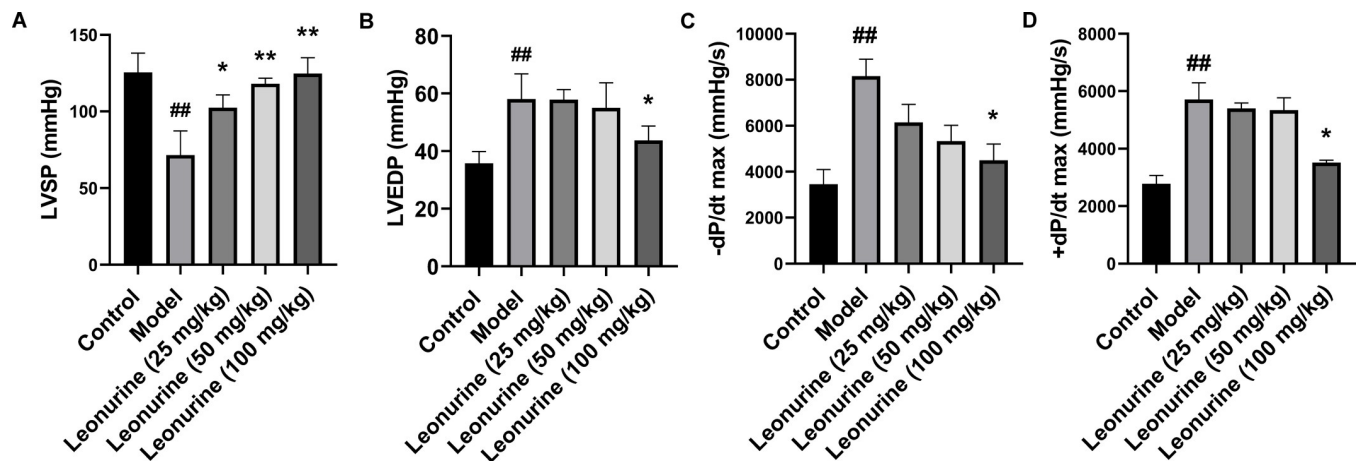 A
LVSP (mmHg)
150
100
50
0
##
*
**
**
Control
Model
Leonurine (25 mg/kg)
Leonurine (50 mg/kg)
Leonurine (100 mg/kg)
B
LVEDP (mmHg)
80
60
40
20
0
##
*
Control
Model
Leonurine (25 mg/kg)
Leonurine (50 mg/kg)
Leonurine (100 mg/kg)
C
-dP/dt max (mmHg/s)
10000
8000
6000
4000
2000
0
##
*
Control
Model
Leonurine (25 mg/kg)
Leonurine (50 mg/kg)
Leonurine (100 mg/kg)
D
+dP/dt max (mmHg/s)
8000
6000
4000
2000
0
##
*
Control
Model
Leonurine (25 mg/kg)
Leonurine (50 mg/kg)
Leonurine (100 mg/kg)